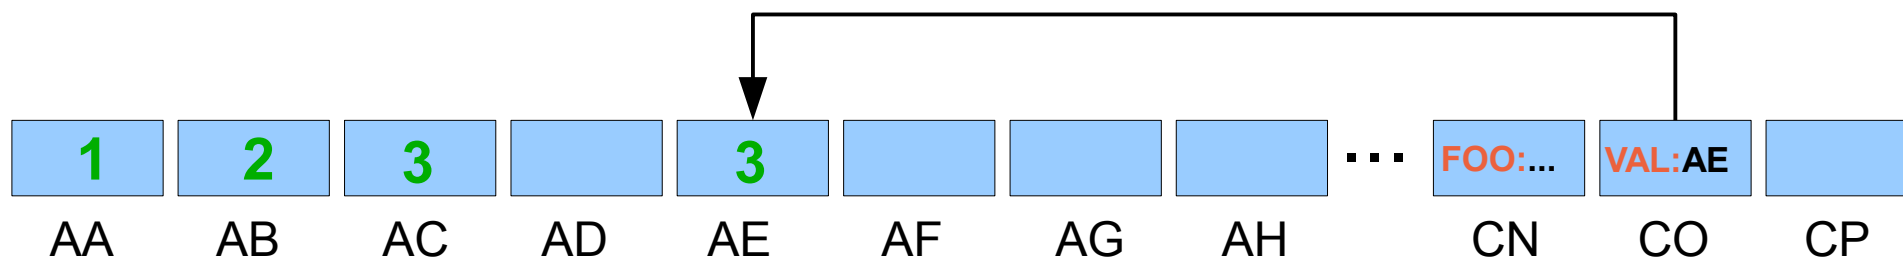 1 2 3 3 ... FOO:... VAL:AE
AA AB AC AD AE AF AG AH CN CO CP